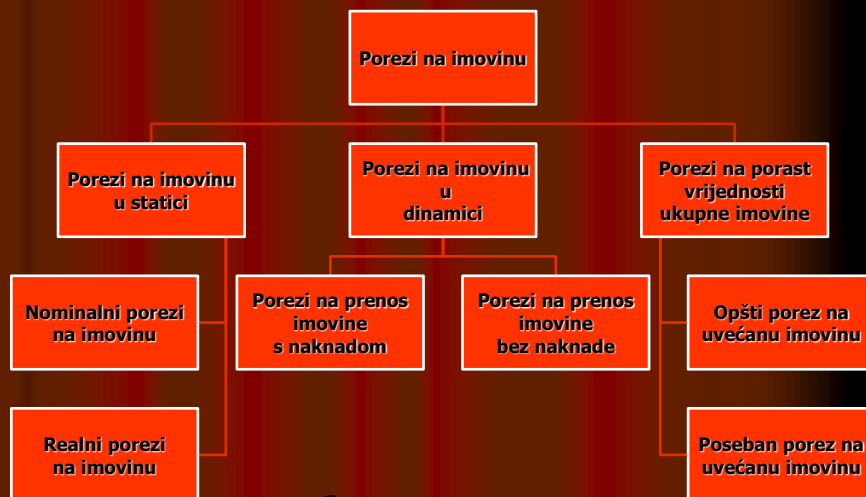 Porezi na imovinu
Porezi na imovinu
u statici
Porezi na imovinu
u
dinamici
Porezi na porast
vrijednosti
ukupne imovine
Nominalni porezi
na imovinu
Porezi na prenos
imovine
s naknadom
Porezi na prenos
imovine
bez naknade
Opšti porez na
uvećanu imovinu
Realni porezi
na imovinu
Poseban porez na
uvećanu imovinu